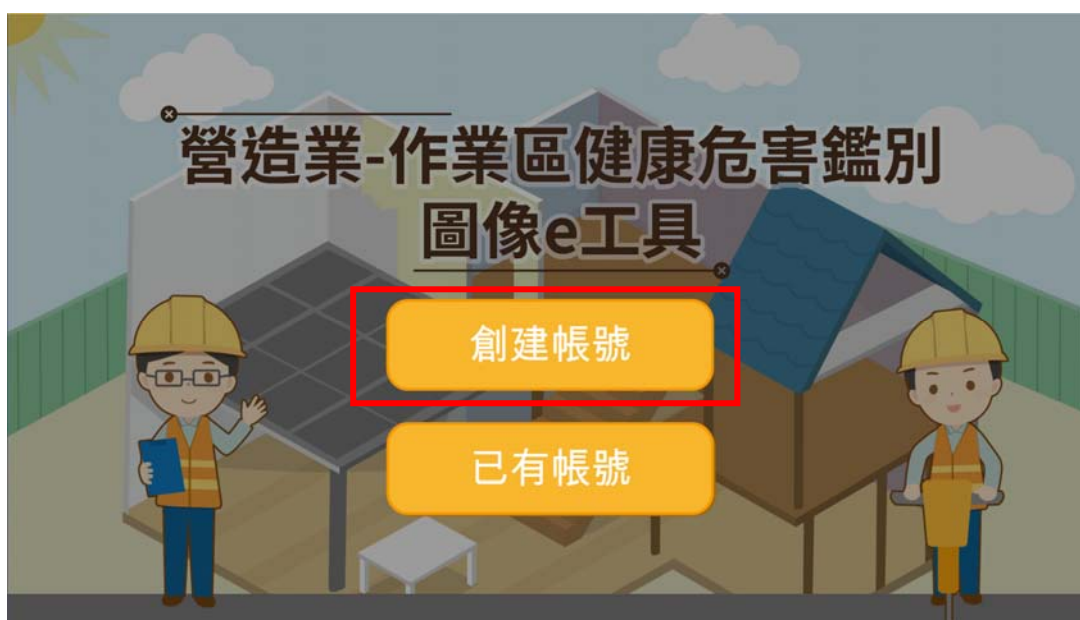 營造業-作業區健康危害鑑別
圖像e工具
創建帳號
已有帳號